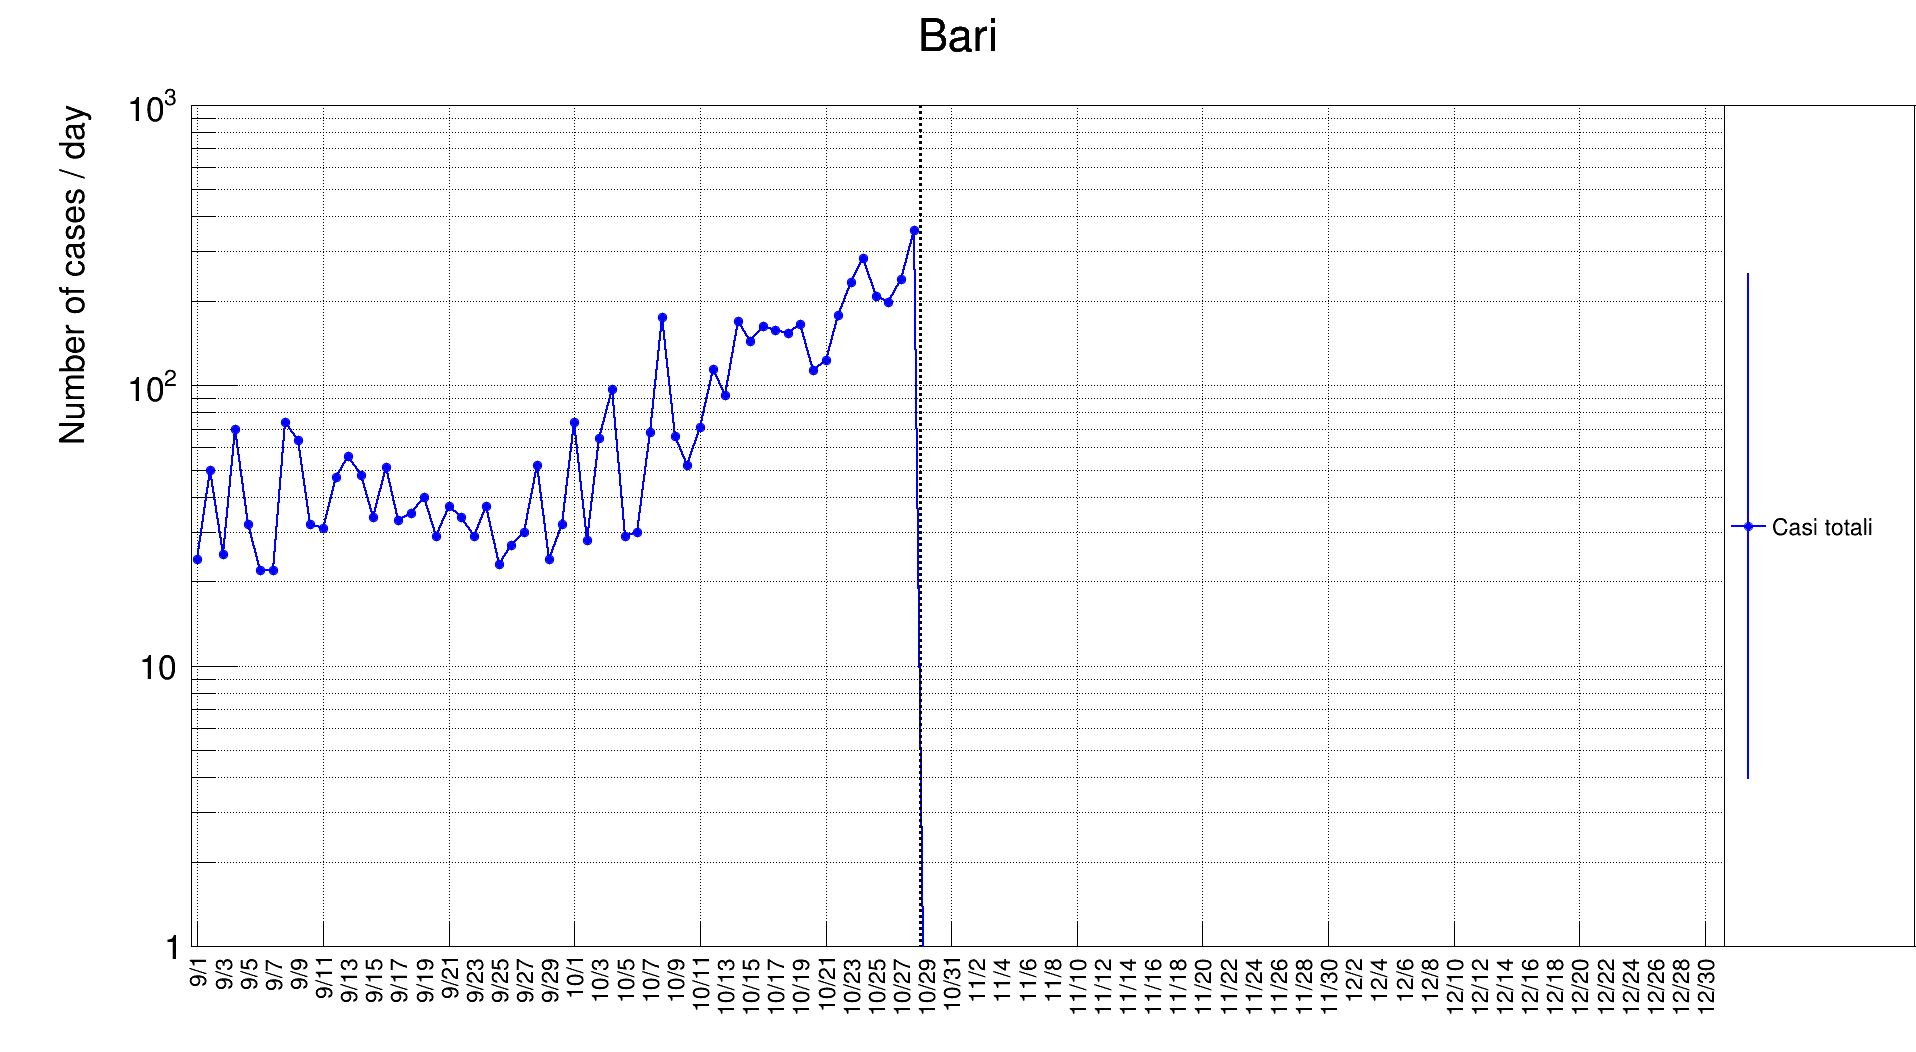 Bari
Number of cases / day
10³
10²
10
1
9/1 9/3 9/5 9/7 9/9 9/11 9/13 9/15 9/17 9/19 9/21 9/23 9/25 9/27 9/29 10/1 10/3 10/5 10/7 10/9 10/11 10/13 10/15 10/17 10/19 10/21 10/23 10/25 10/27 10/29 10/31 11/2 11/4 11/6 11/8 11/10 11/12 11/14 11/16 11/18 11/20 11/22 11/24 11/26 11/28 11/30 12/2 12/4 12/6 12/8 12/10 12/12 12/14 12/16 12/18 12/20 12/22 12/24 12/26 12/28 12/30
Casi totali